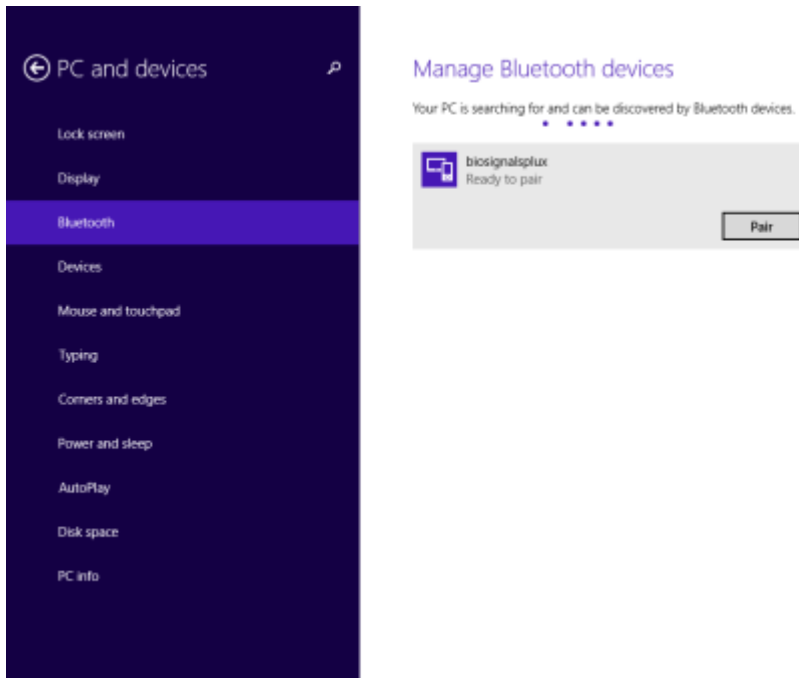 PC and devices
Lock screen
Display
Bluetooth
Devices
Mouse and touchpad
Typing
Corners and edges
Power and sleep
AutoPlay
Disk space
PC info
Manage Bluetooth devices
Your PC is searching for and can be discovered by Bluetooth devices.
biosignalsplux
Ready to pair
Pair